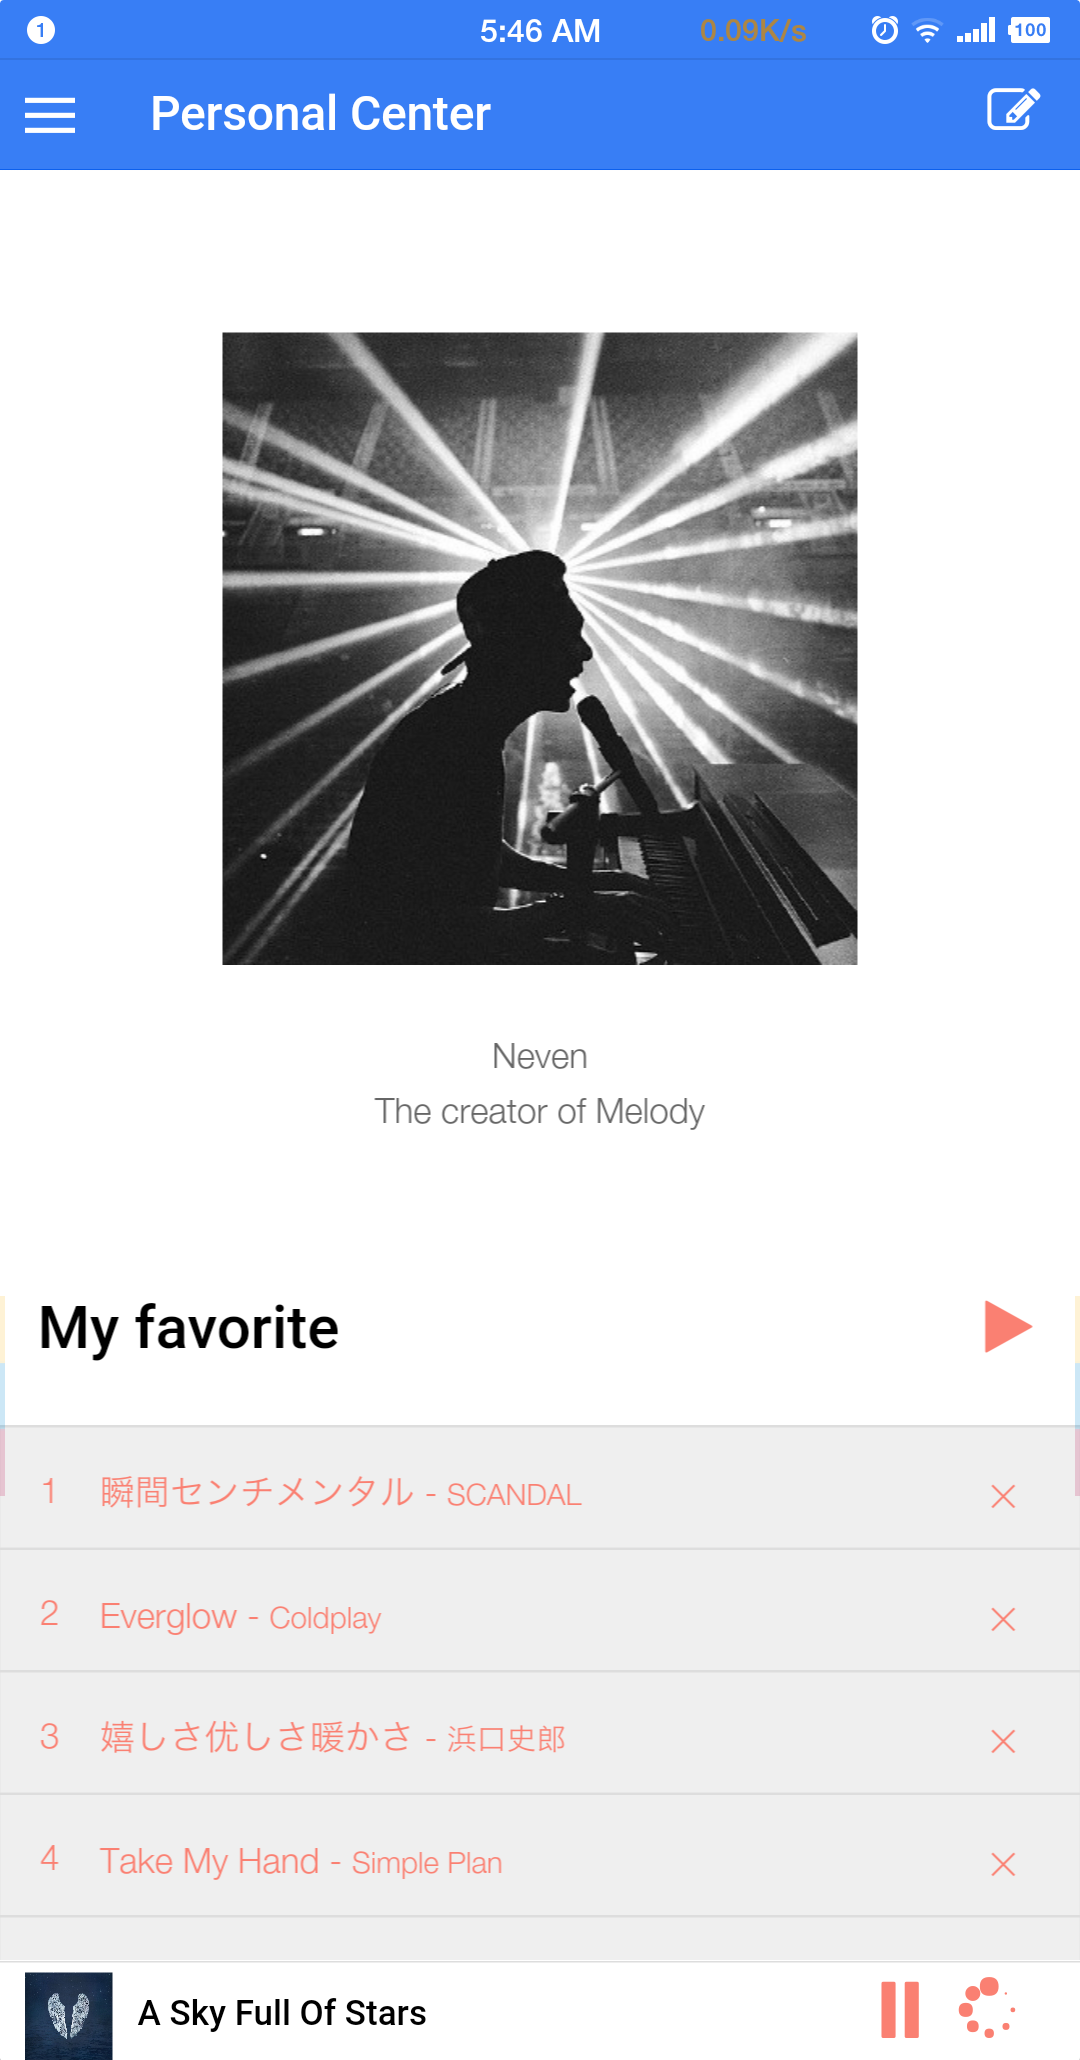 1 5:46 AM 0.09K/s 100
Personal Center
Neven
The creator of Melody
My favorite
1 瞬間センチメンタル - SCANDAL
2 Everglow - Coldplay
3 嬉しさ优しさ暖かさ - 浜口史郎
4 Take My Hand - Simple Plan
A Sky Full Of Stars